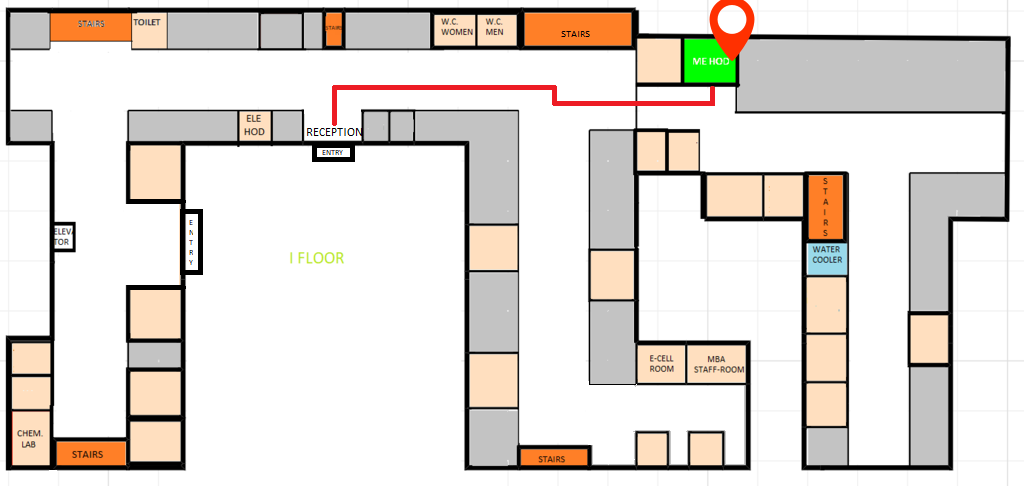 STAIRS
TOILET
STAIRS
W.C.
WOMEN
W.C.
MEN
STAIRS
ME HOD
ELE
HOD
RECEPTION
ENTRY
ELEVA
TOR
ENTRY
I FLOOR
STAIRS
WATER
COOLER
E-CELL
ROOM
MBA
STAFF-ROOM
CHEM.
LAB
STAIRS
STAIRS